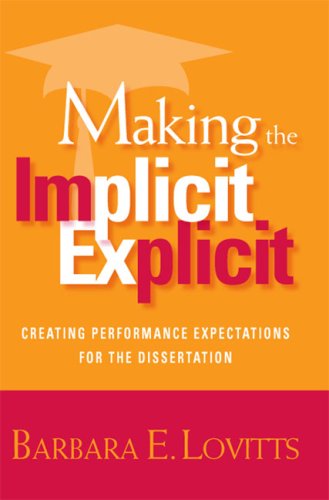 Making the
Implicit
Explicit
CREATING PERFORMANCE EXPECTATIONS
FOR THE DISSERTATION
BARBARA E. LOVITTS